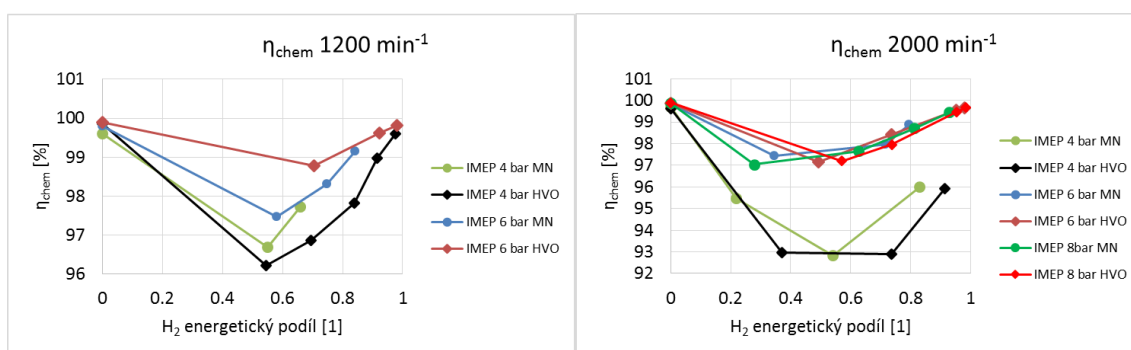 η_chem 1200 min⁻¹
101
100
99
98
97
96
η_chem [%]
0 0.2 0.4 0.6 0.8 1
H₂ energetický podíl [1]
IMEP 4 bar MN
IMEP 4 bar HVO
IMEP 6 bar MN
IMEP 6 bar HVO
η_chem 2000 min⁻¹
101
100
99
98
97
96
95
94
93
92
η_chem [%]
0 0.2 0.4 0.6 0.8 1
H₂ energetický podíl [1]
IMEP 4 bar MN
IMEP 4 bar HVO
IMEP 6 bar MN
IMEP 6 bar HVO
IMEP 8bar MN
IMEP 8 bar HVO